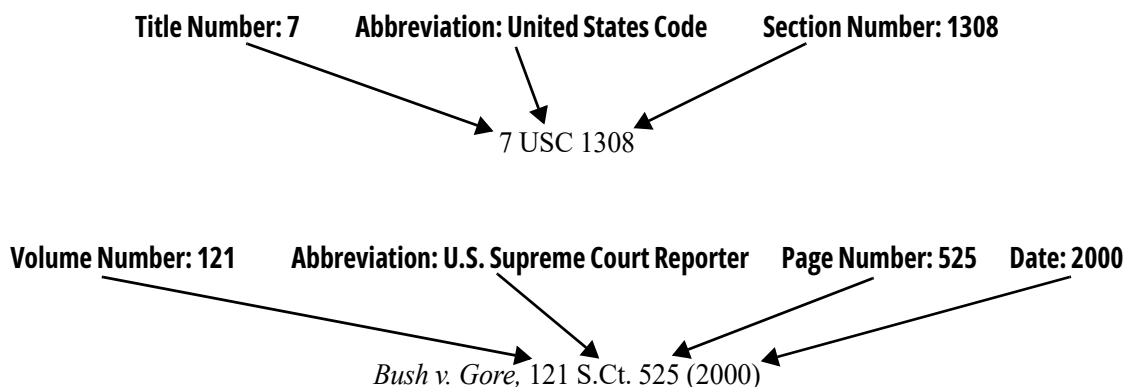 Title Number: 7 Abbreviation: United States Code Section Number: 1308
7 USC 1308
Volume Number: 121 Abbreviation: U.S. Supreme Court Reporter Page Number: 525 Date: 2000
Bush v. Gore, 121 S.Ct. 525 (2000)